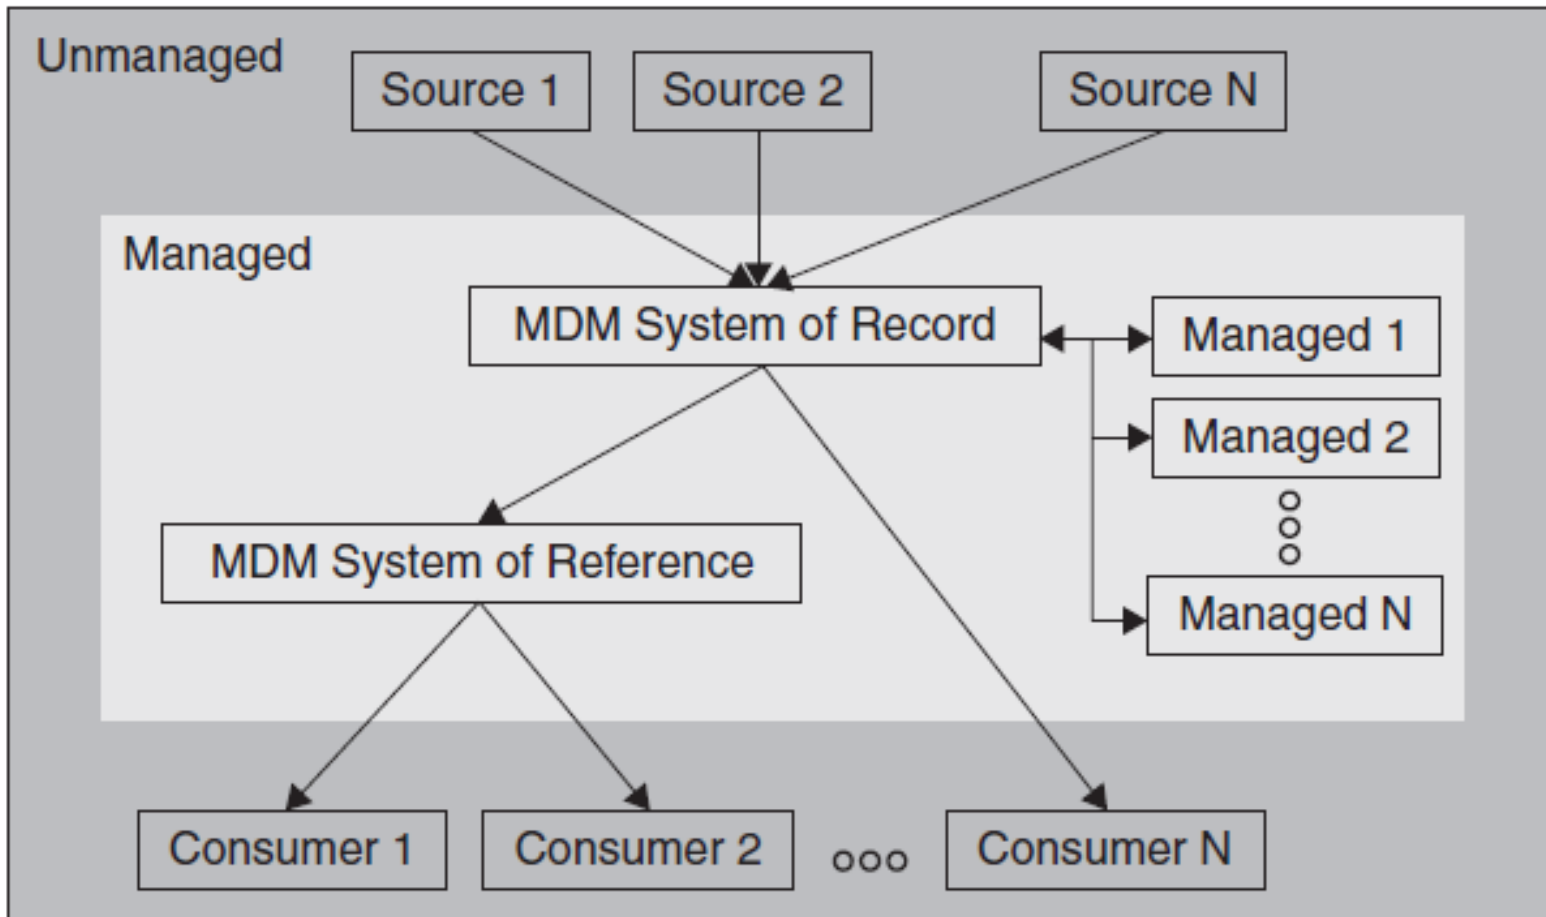 Unmanaged
Source 1
Source 2
Source N
Managed
MDM System of Record
Managed 1
Managed 2
MDM System of Reference
Managed N
Consumer 1
Consumer 2
Consumer N